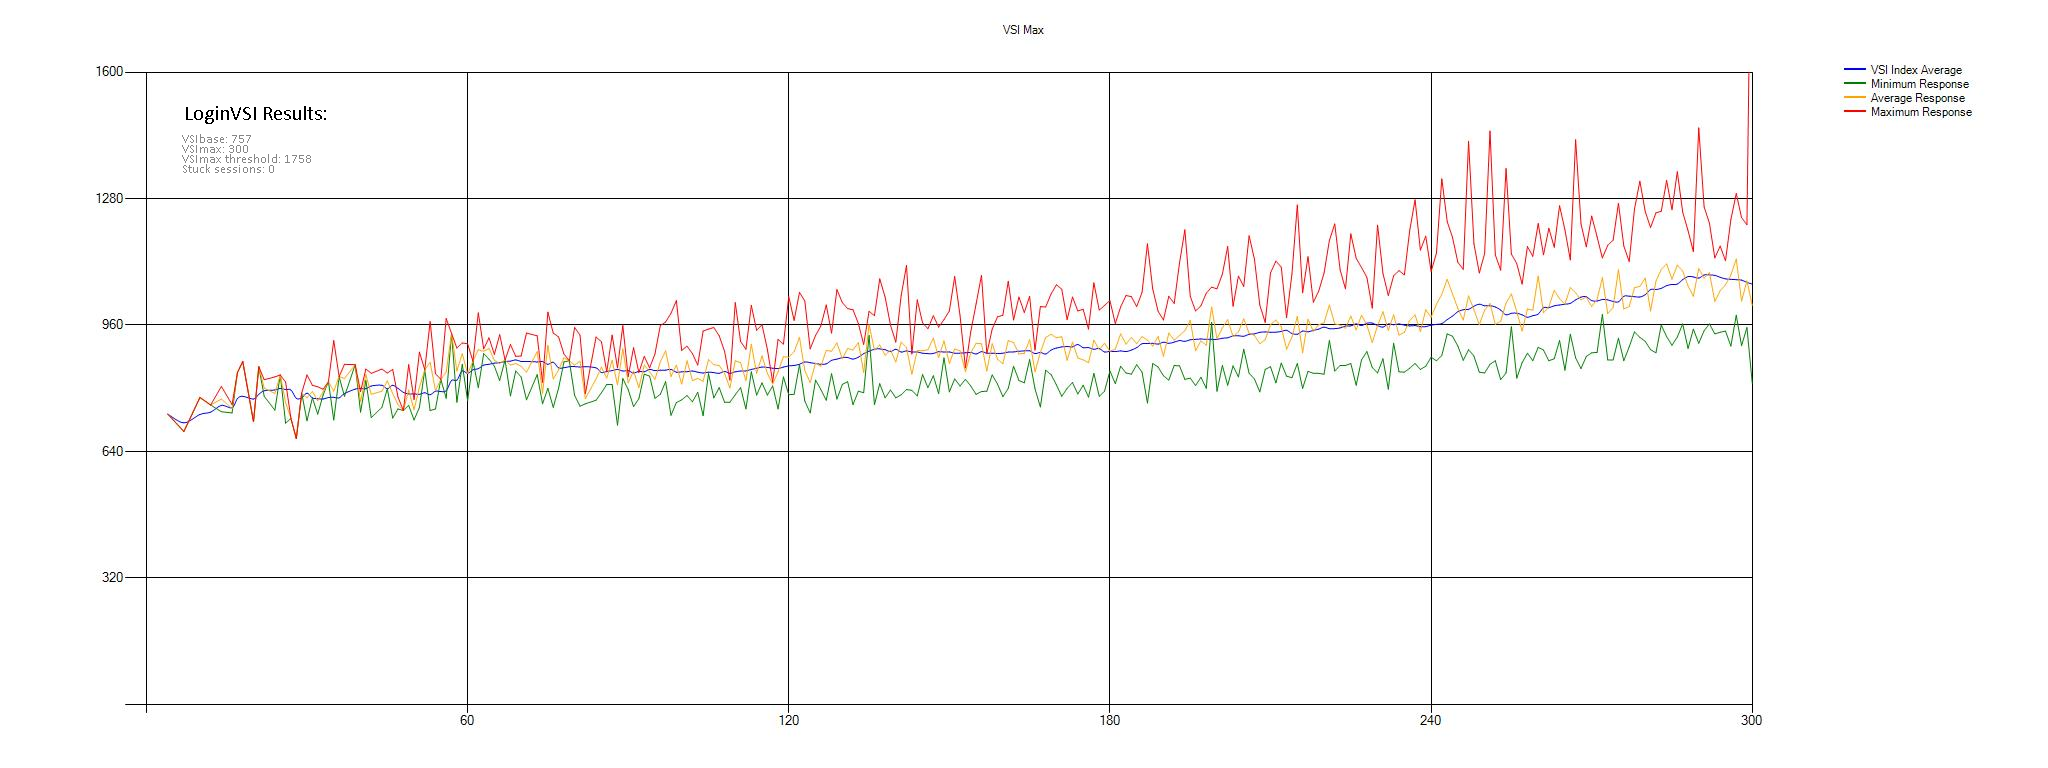 VSI Max
1600
1280
960
640
320
60
120
180
240
300
LoginVSI Results:
VSIbase: 757
VSImax: 300
VSImax threshold: 1758
Stuck sessions: 0
VSI Index Average
Minimum Response
Average Response
Maximum Response